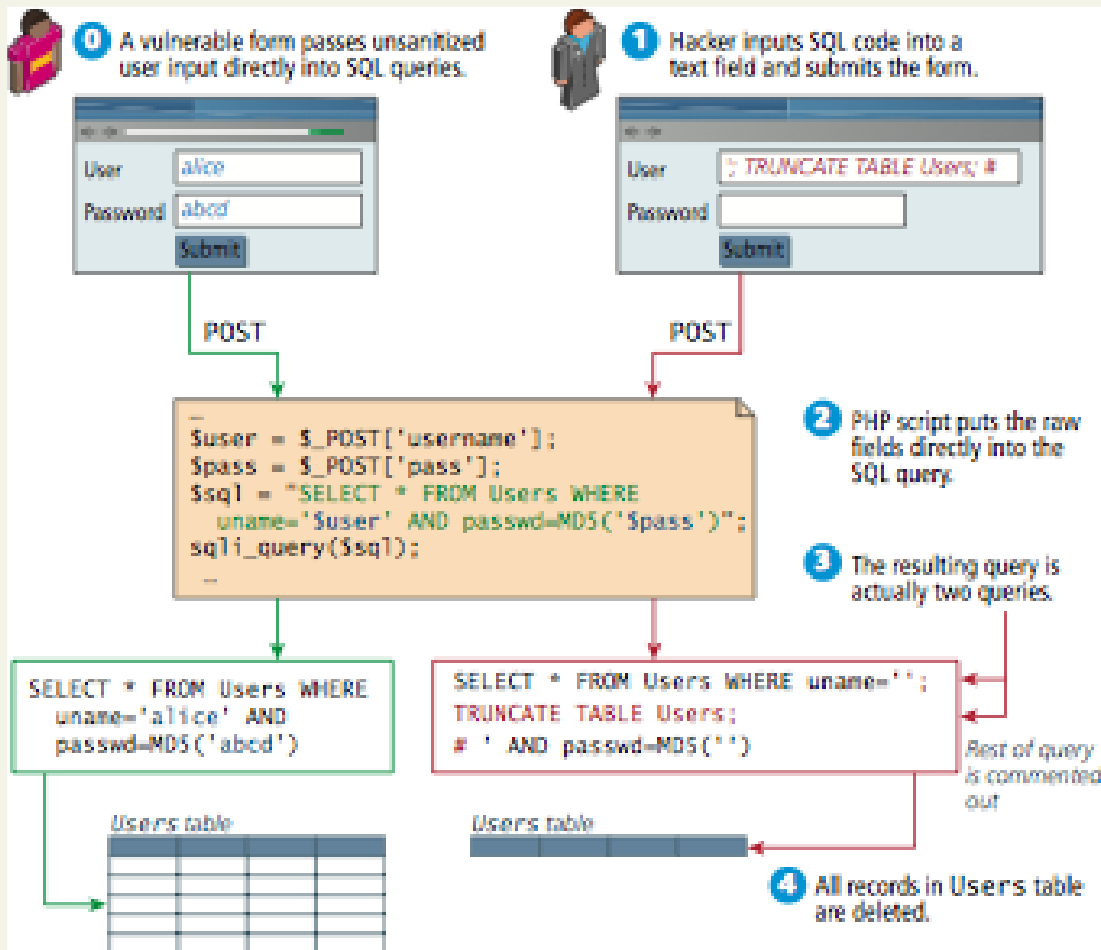 0 A vulnerable form passes unsanitized
user input directly into SQL queries.
1 Hacker inputs SQL code into a
text field and submits the form.
User alice
Password abcd
Submit
User '; TRUNCATE TABLE Users; #
Password
Submit
POST
POST
…
$user = $_POST['username'];
$pass = $_POST['pass'];
$sql = "SELECT * FROM Users WHERE
uname='$user' AND passwd=MD5('$pass')";
sqli_query($sql);
…
2 PHP script puts the raw
fields directly into the
SQL query.
3 The resulting query is
actually two queries.
SELECT * FROM Users WHERE
uname='alice' AND
passwd=MD5('abcd')
SELECT * FROM Users WHERE uname='';
TRUNCATE TABLE Users;
# ' AND passwd=MD5('')
Rest of query
is commented
out
Users table
Users table
4 All records in Users table
are deleted.